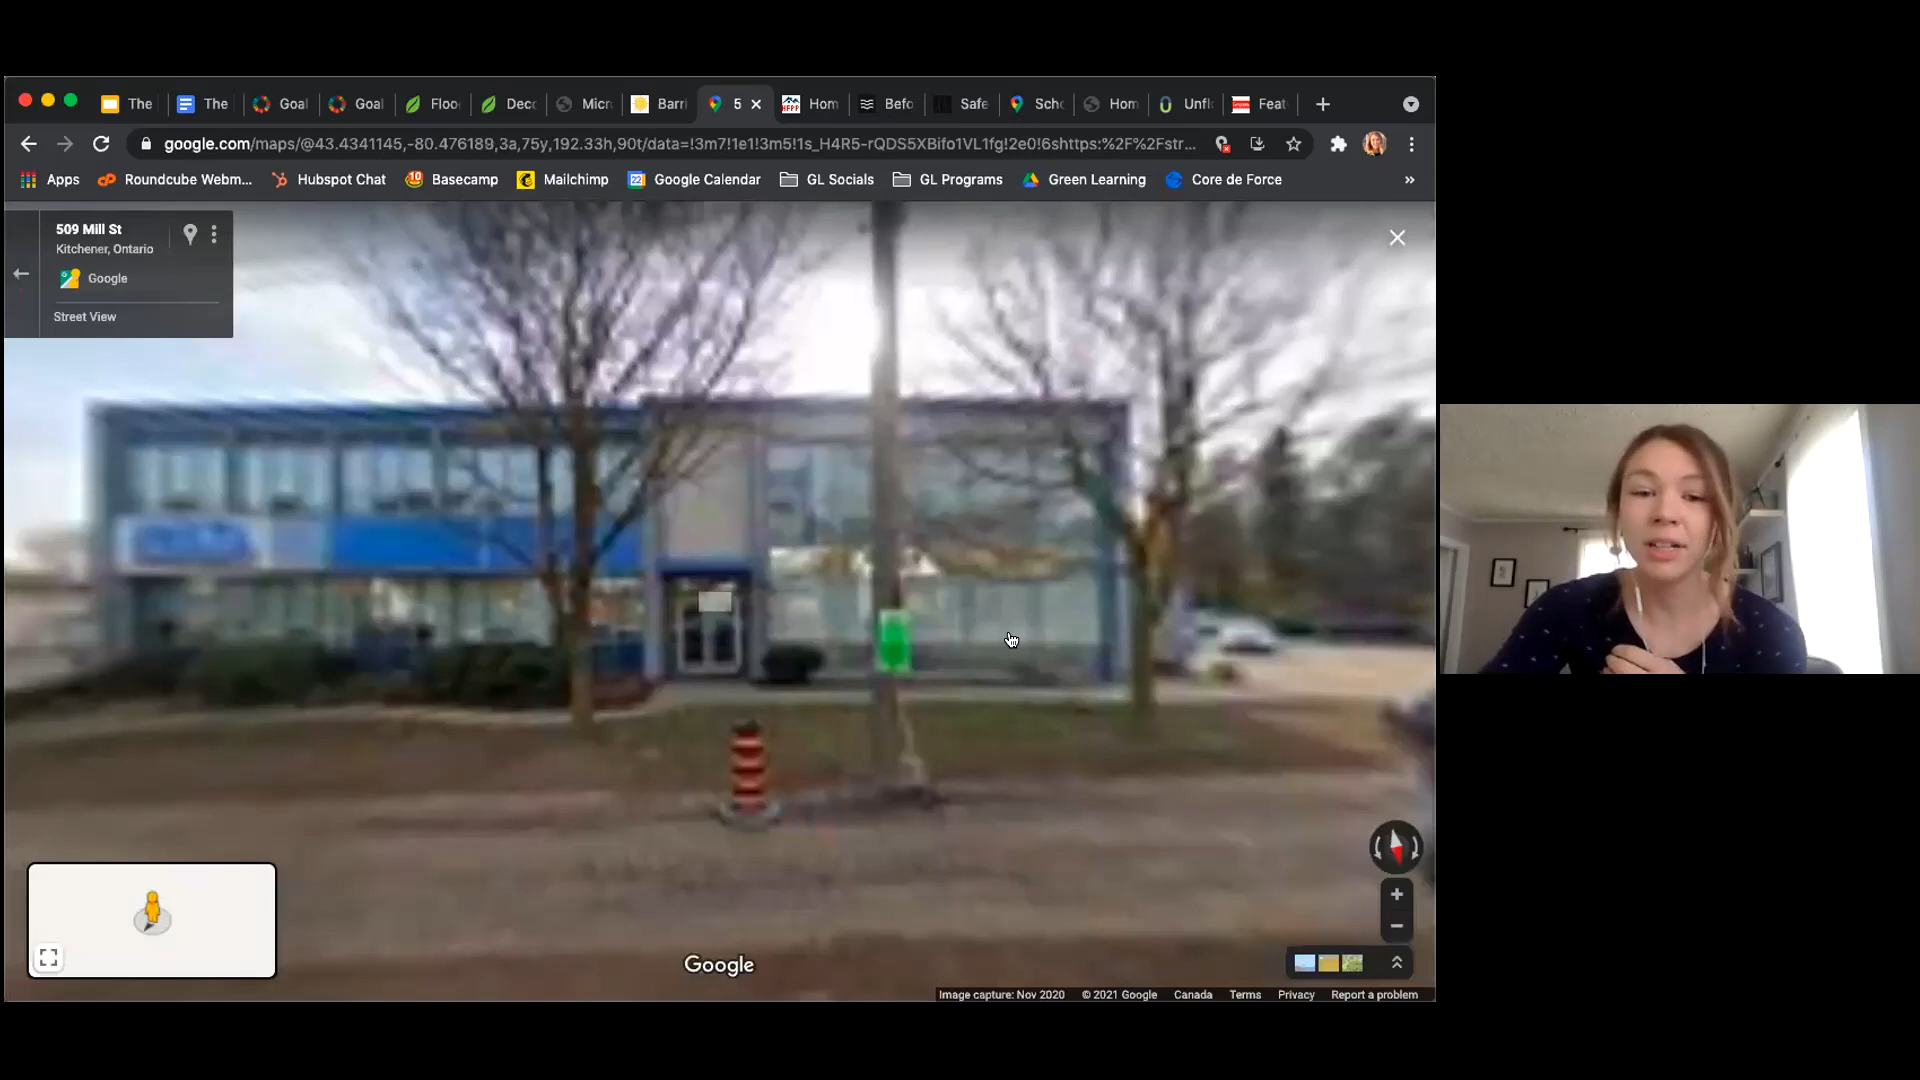 The The Goal Goal Floo Deco Micr Barri 5 Hom Befo Safe Scho Hom Unfl Feat
google.com/maps/@43.4341145,-80.476189,3a,75y,192.33h,90t/data=!3m7!1e1!3m5!1s_H4R5-rQDS5XBifo1VL1fg!2e0!6shttps:%2F%2Fstr...
Apps Roundcube Webm... Hubspot Chat 10 Basecamp Mailchimp 22 Google Calendar GL Socials GL Programs Green Learning Core de Force »
509 Mill St
Kitchener, Ontario
Google
Street View
Google
Image capture: Nov 2020 © 2021 Google Canada Terms Privacy Report a problem